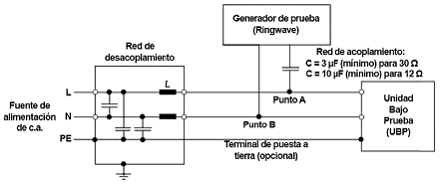 Generador de prueba
(Ringwave)
Red de
desacoplamiento
Red de acoplamiento:
C = 3 µF (mínimo) para 30 Ω
C = 10 µF (mínimo) para 12 Ω
L
L
Punto A
Fuente de
alimentación
de c.a.
N
Punto B
Unidad
Bajo
Prueba
(UBP)
PE
Terminal de puesta a
tierra (opcional)